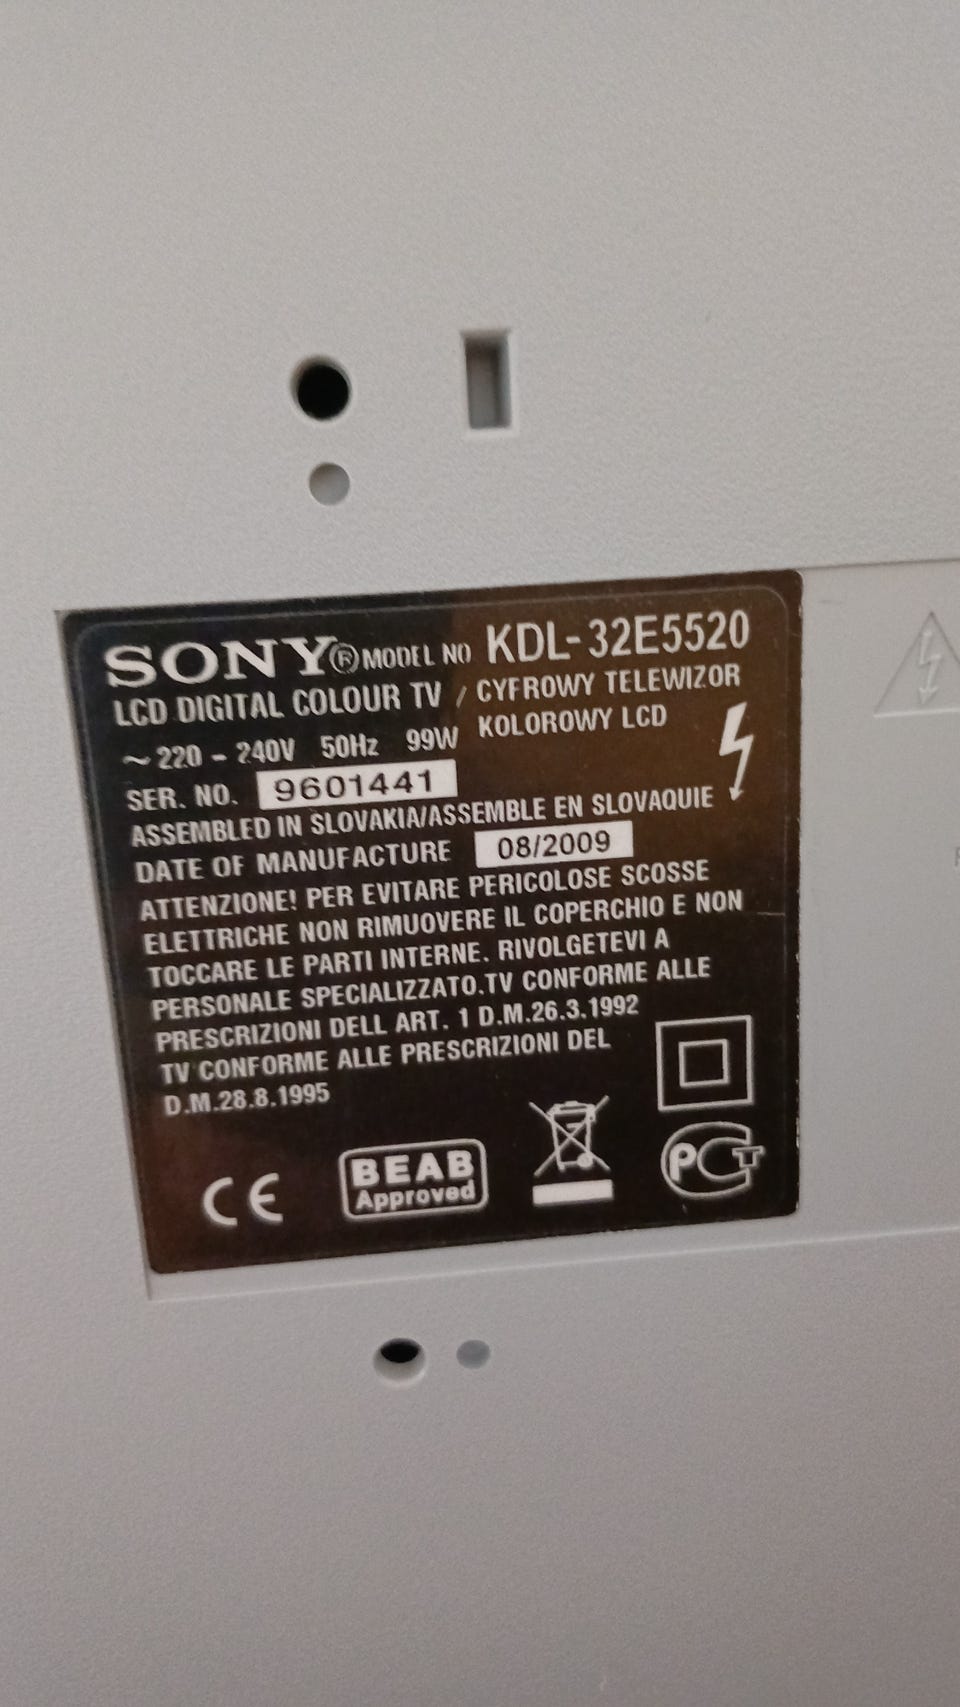 SONY® MODEL NO KDL-32E5520
LCD DIGITAL COLOUR TV / CYFROWY TELEWIZOR
KOLOROWY LCD
~ 220 - 240V 50Hz 99W
SER. NO. 9601441
ASSEMBLED IN SLOVAKIA/ASSEMBLE EN SLOVAQUIE
DATE OF MANUFACTURE 08/2009
ATTENZIONE! PER EVITARE PERICOLOSE SCOSSE
ELETTRICHE NON RIMUOVERE IL COPERCHIO E NON
TOCCARE LE PARTI INTERNE. RIVOLGETEVI A
PERSONALE SPECIALIZZATO.TV CONFORME ALLE
PRESCRIZIONI DELL ART. 1 D.M.26.3.1992
TV CONFORME ALLE PRESCRIZIONI DEL
D.M.28.8.1995
CE
BEAB
Approved
PCT